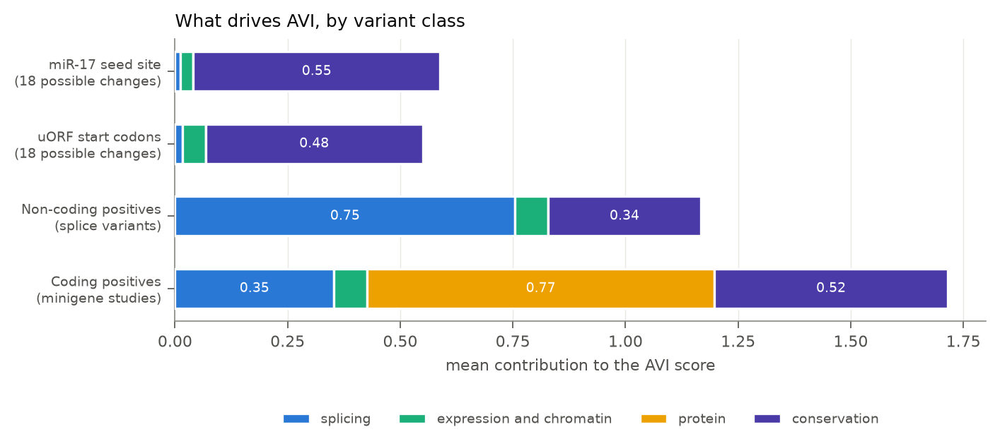 What drives AVI, by variant class
miR-17 seed site
(18 possible changes)
0.55
uORF start codons
(18 possible changes)
0.48
Non-coding positives
(splice variants)
0.75
0.34
Coding positives
(minigene studies)
0.35
0.77
0.52
0.00 0.25 0.50 0.75 1.00 1.25 1.50 1.75
mean contribution to the AVI score
splicing expression and chromatin protein conservation